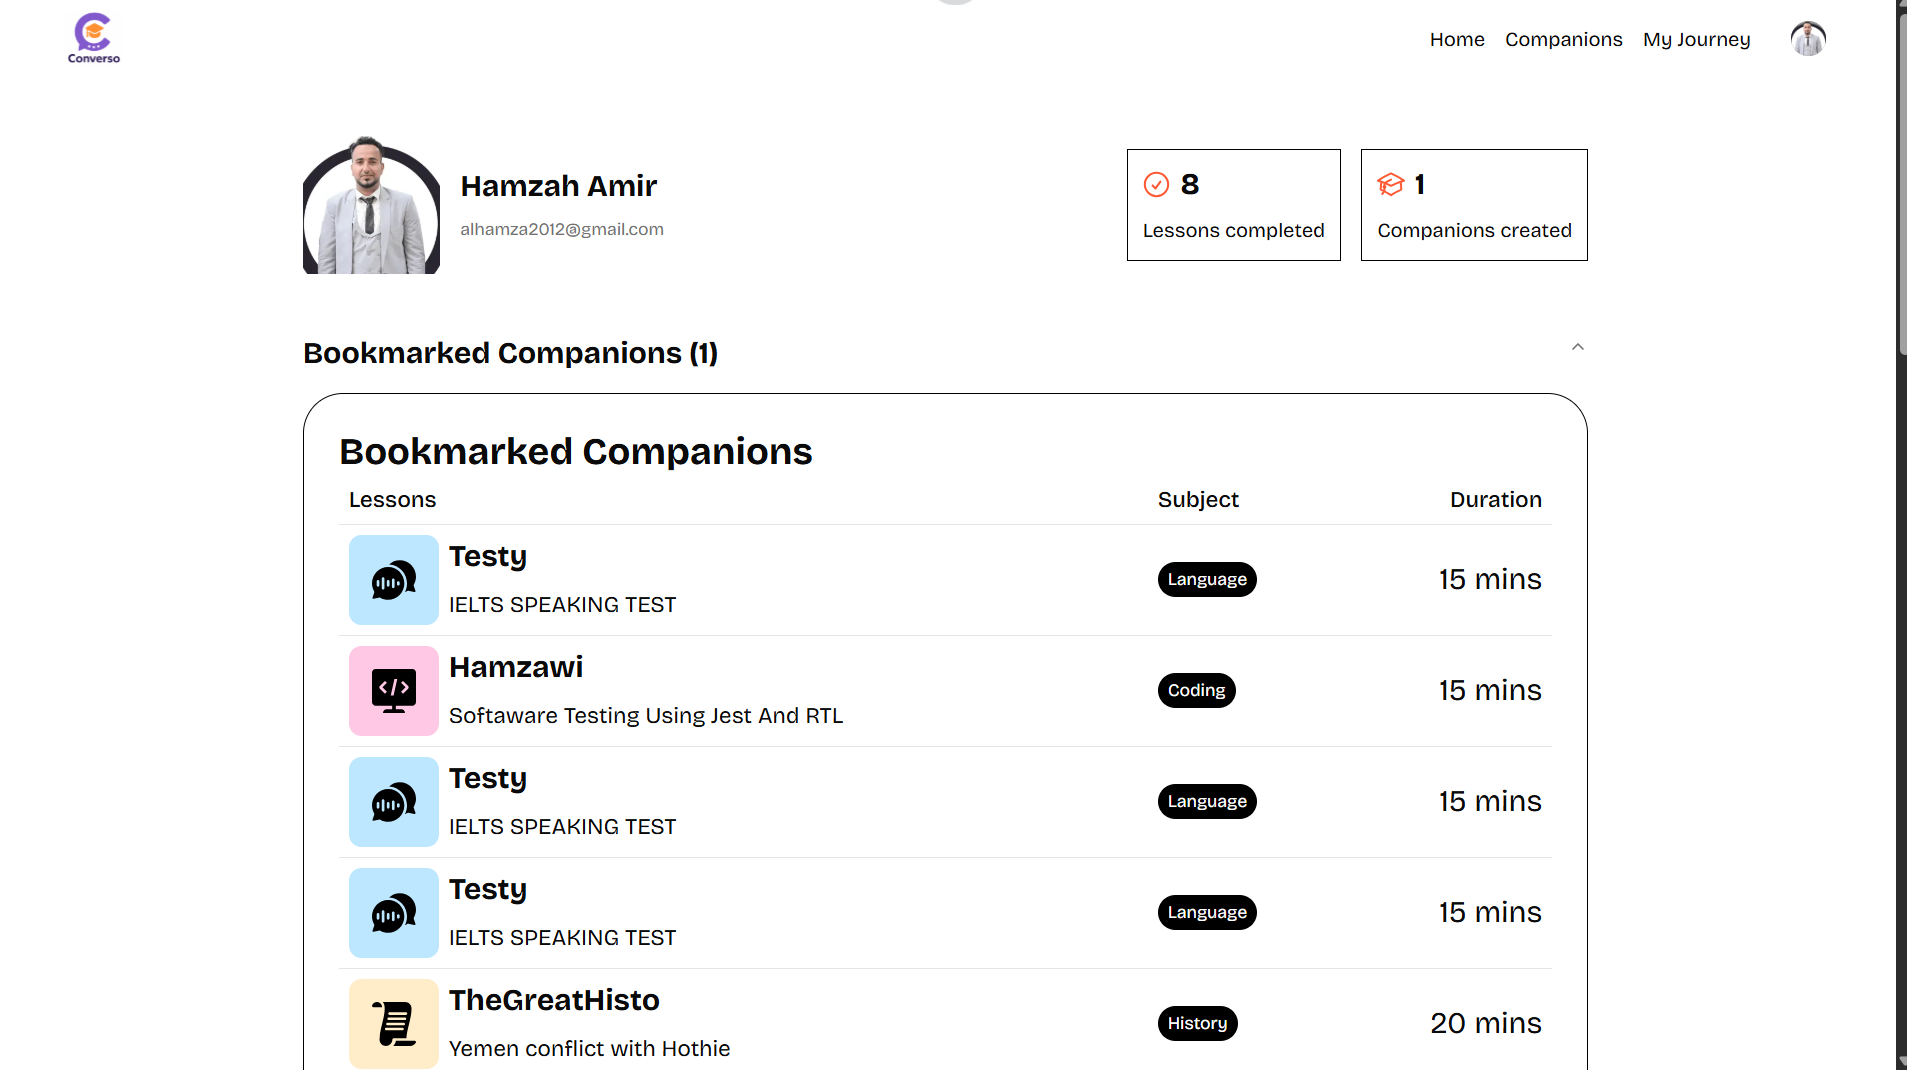 Converso
Home Companions My Journey
Hamzah Amir
alhamza2012@gmail.com
8
Lessons completed
1
Companions created
Bookmarked Companions (1)
Bookmarked Companions
Lessons Subject Duration
Testy
IELTS SPEAKING TEST
Language
15 mins
Hamzawi
Softaware Testing Using Jest And RTL
Coding
15 mins
Testy
IELTS SPEAKING TEST
Language
15 mins
Testy
IELTS SPEAKING TEST
Language
15 mins
TheGreatHisto
Yemen conflict with Hothie
History
20 mins